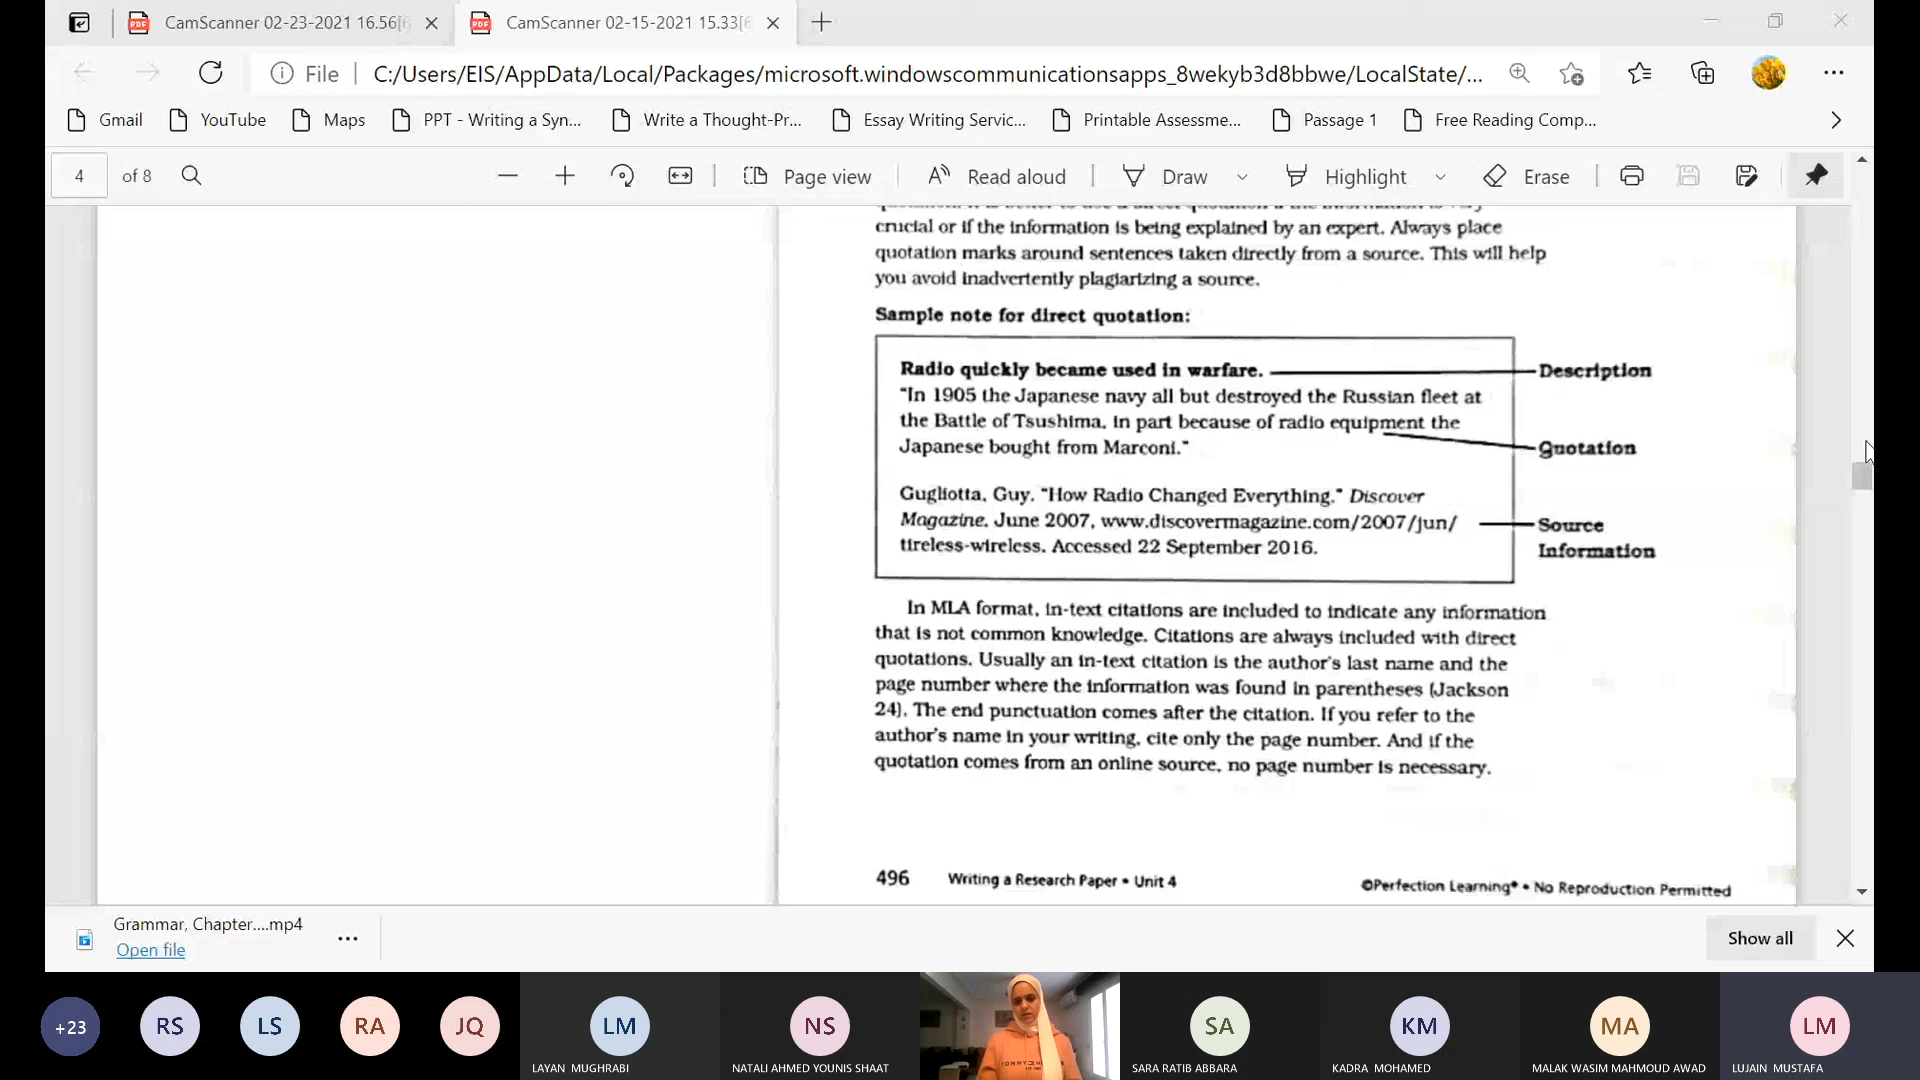 CamScanner 02-23-2021 16.56[6
CamScanner 02-15-2021 15.33[6
File
C:/Users/EIS/AppData/Local/Packages/microsoft.windowscommunicationsapps_8wekyb3d8bbwe/LocalState/...
Gmail
YouTube
Maps
PPT - Writing a Syn...
Write a Thought-Pr...
Essay Writing Servic...
Printable Assessme...
Passage 1
Free Reading Comp...
4 of 8
Page view
Read aloud
Draw
Highlight
Erase
crucial or if the information is being explained by an expert. Always place
quotation marks around sentences taken directly from a source. This will help
you avoid inadvertently plagiarizing a source.
Sample note for direct quotation:
Radio quickly became used in warfare.
Description
"In 1905 the Japanese navy all but destroyed the Russian fleet at
the Battle of Tsushima, in part because of radio equipment the
Japanese bought from Marconi."
Quotation
Gugliotta, Guy. "How Radio Changed Everything." Discover
Magazine. June 2007, www.discovermagazine.com/2007/jun/
tireless-wireless. Accessed 22 September 2016.
Source
Information
In MLA format, in-text citations are included to indicate any information
that is not common knowledge. Citations are always included with direct
quotations. Usually an in-text citation is the author's last name and the
page number where the information was found in parentheses (Jackson
24). The end punctuation comes after the citation. If you refer to the
author's name in your writing, cite only the page number. And if the
quotation comes from an online source, no page number is necessary.
496 Writing a Research Paper • Unit 4
©Perfection Learning® • No Reproduction Permitted
Grammar, Chapter....mp4
Open file
Show all
+23
RS
LS
RA
JQ
LM
NS
SA
KM
MA
LM
LAYAN MUGHRABI
NATALI AHMED YOUNIS SHAAT
SARA RATIB ABBARA
KADRA MOHAMED
MALAK WASIM MAHMOUD AWAD
LUJAIN MUSTAFA